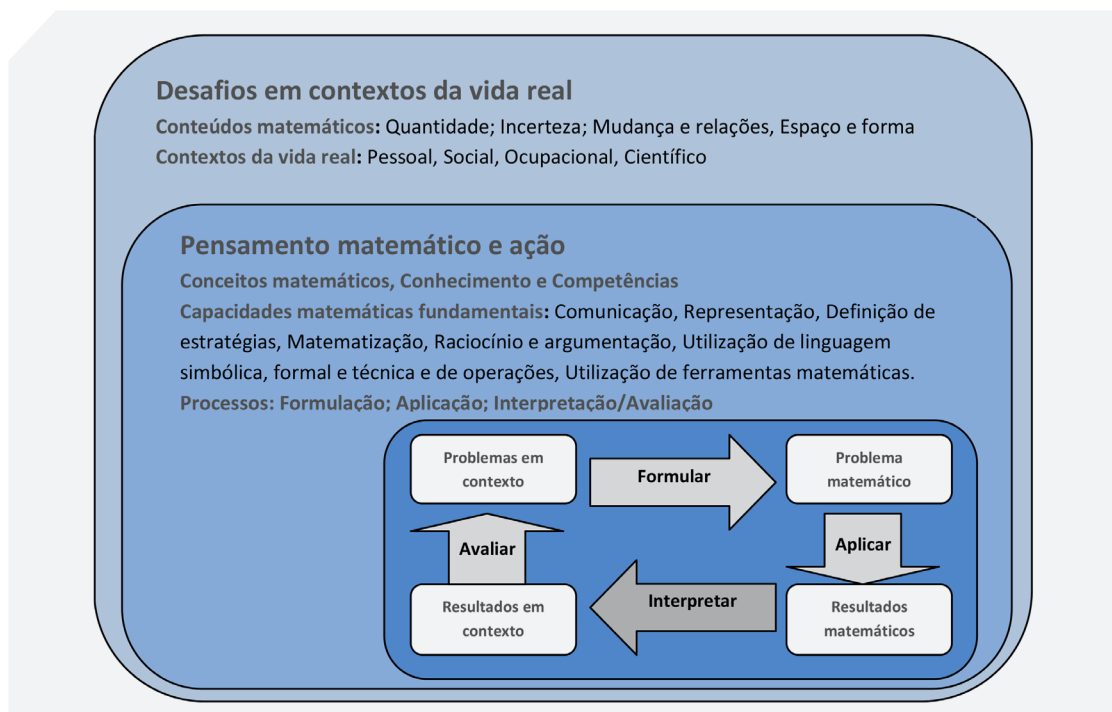 Desafios em contextos da vida real
Conteúdos matemáticos: Quantidade; Incerteza; Mudança e relações, Espaço e forma
Contextos da vida real: Pessoal, Social, Ocupacional, Científico
Pensamento matemático e ação
Conceitos matemáticos, Conhecimento e Competências
Capacidades matemáticas fundamentais: Comunicação, Representação, Definição de
estratégias, Matematização, Raciocínio e argumentação, Utilização de linguagem
simbólica, formal e técnica e de operações, Utilização de ferramentas matemáticas.
Processos: Formulação; Aplicação; Interpretação/Avaliação
Problemas em
contexto
Formular
Problema
matemático
Avaliar
Aplicar
Resultados em
contexto
Interpretar
Resultados
matemáticos